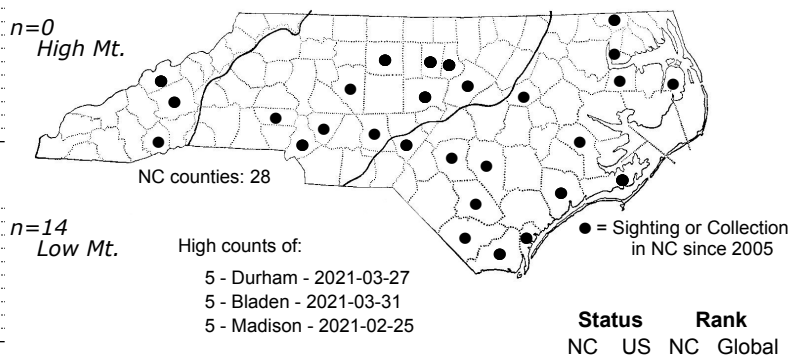 n=0
High Mt.
NC counties: 28
n=14
Low Mt.
High counts of:
5 - Durham - 2021-03-27
5 - Bladen - 2021-03-31
5 - Madison - 2021-02-25
● = Sighting or Collection
in NC since 2005
Status Rank
NC US NC Global